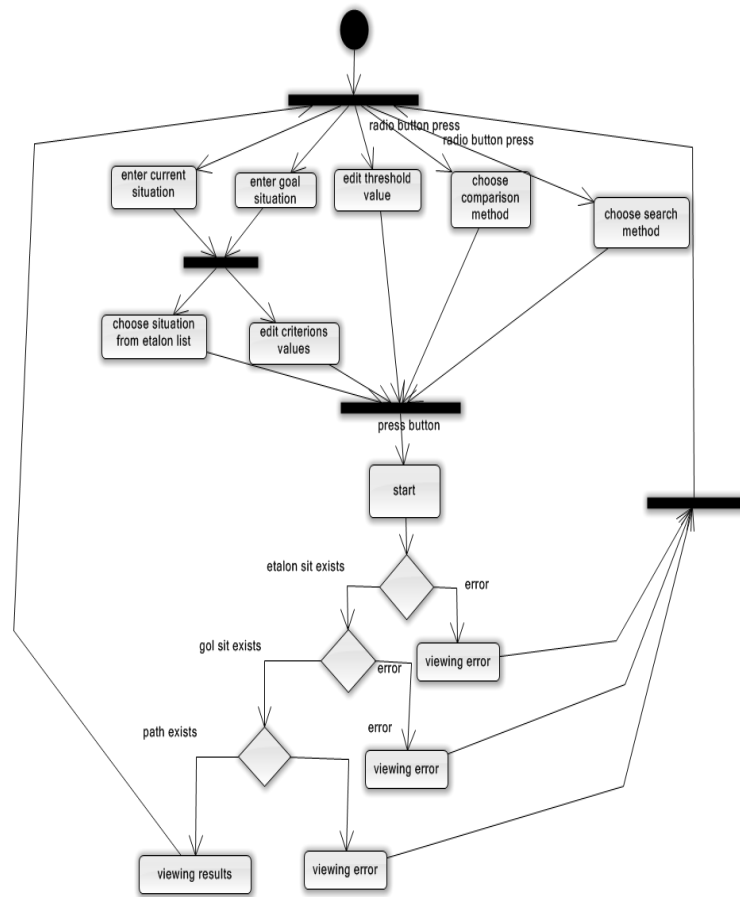 radio button press
radio button press
enter current
situation
enter goal
situation
edit threshold
value
choose
comparison
method
choose search
method
choose situation
from etalon list
edit criterions
values
press button
start
etalon sit exists
error
gol sit exists
error
viewing error
path exists
error
viewing error
viewing results
viewing error